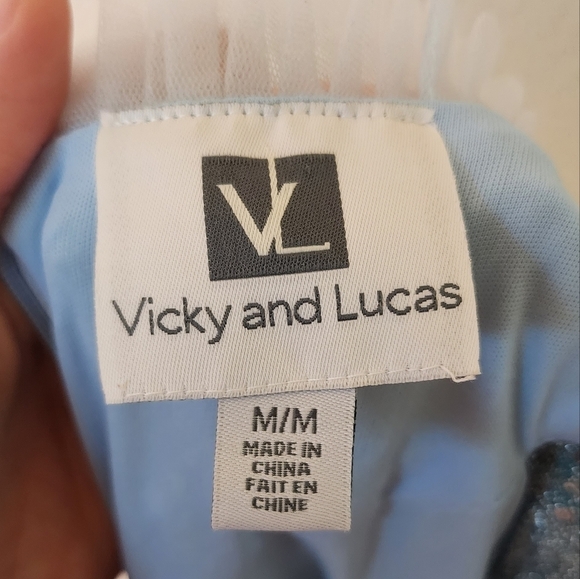 VL
Vicky and Lucas
M/M
MADE IN
CHINA
FAIT EN
CHINE